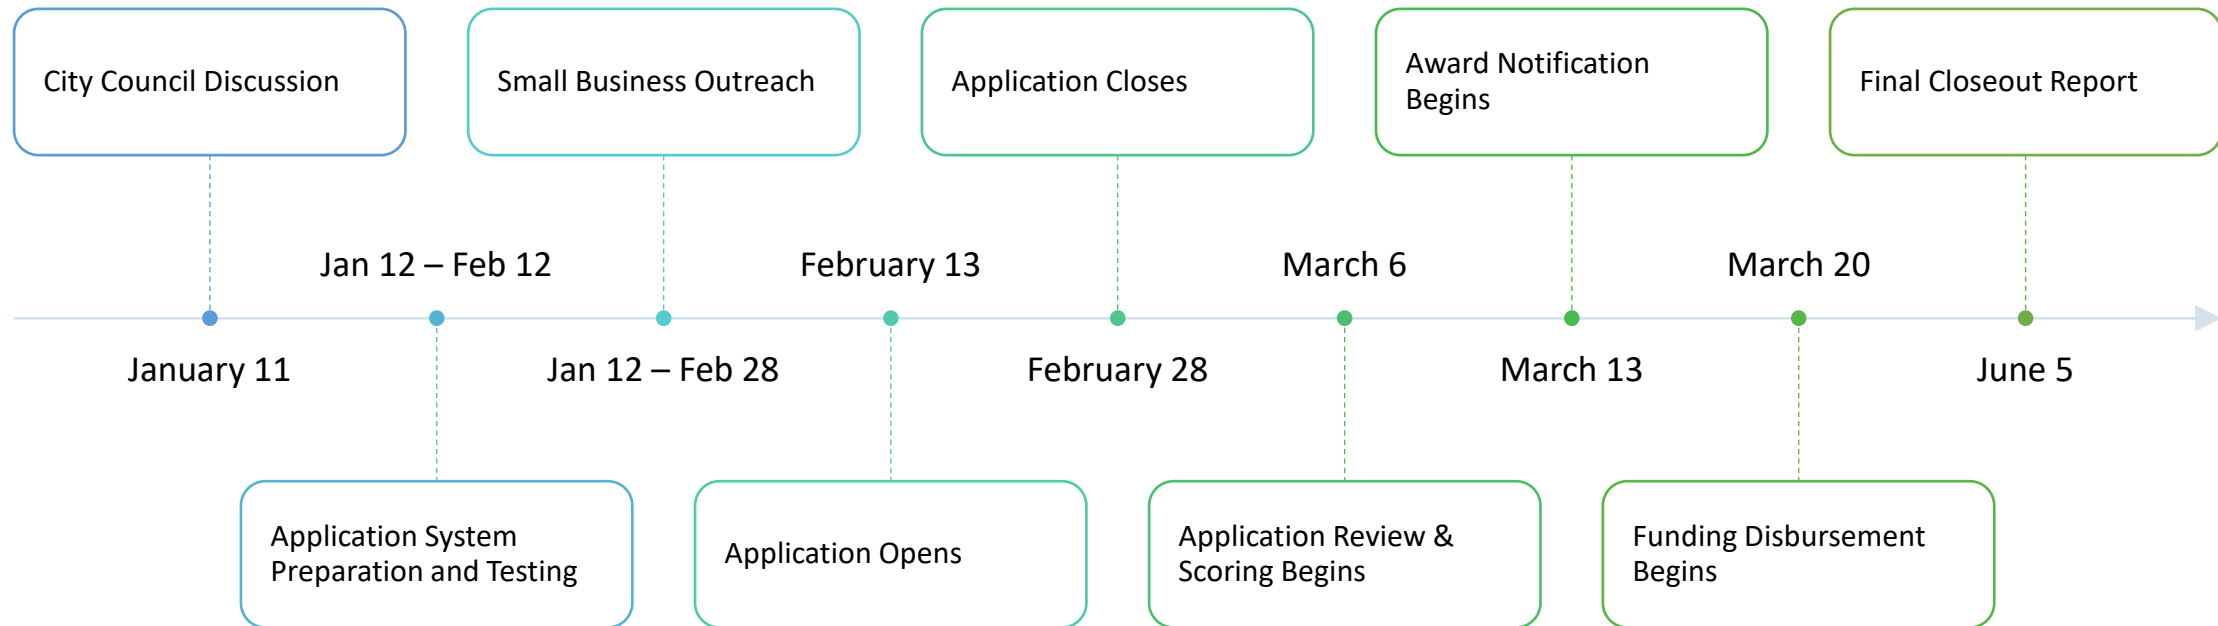 City Council Discussion
Small Business Outreach
Application Closes
Award Notification
Begins
Final Closeout Report
Jan 12 – Feb 12
February 13
March 6
March 20
January 11
Jan 12 – Feb 28
February 28
March 13
June 5
Application System
Preparation and Testing
Application Opens
Application Review &
Scoring Begins
Funding Disbursement
Begins